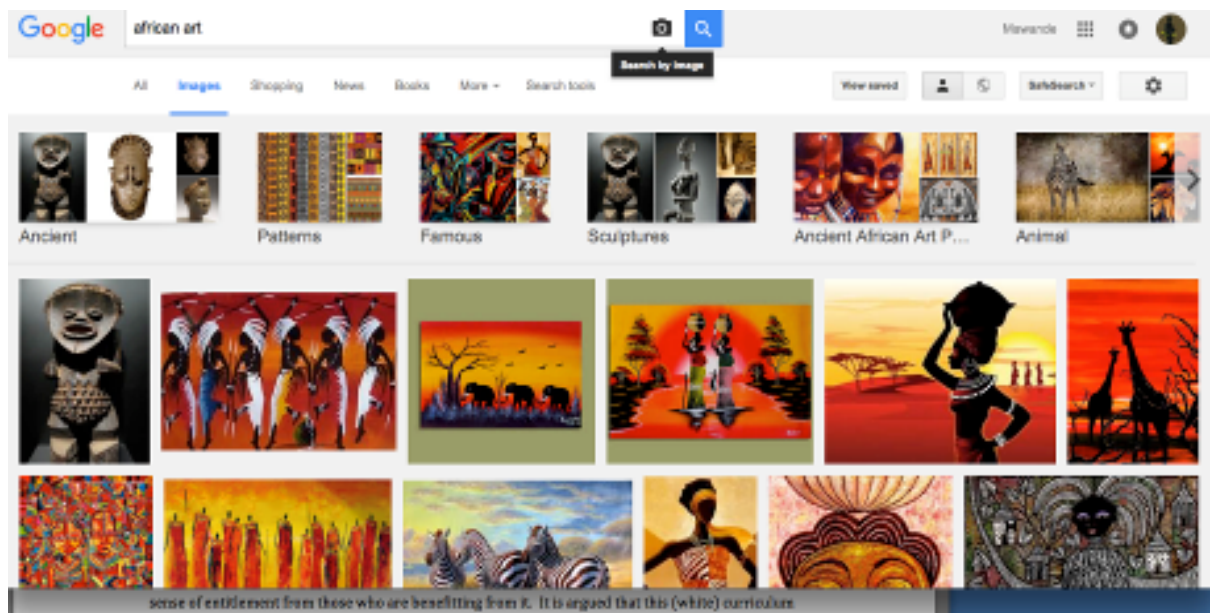 Google african art
Search by image
Mawande
All Images Shopping News Books More Search tools
View saved SafeSearch
Ancient Patterns Famous Sculptures Ancient African Art P... Animal
sense of entitlement from those who are benefitting from it. It is argued that this (white) curriculum